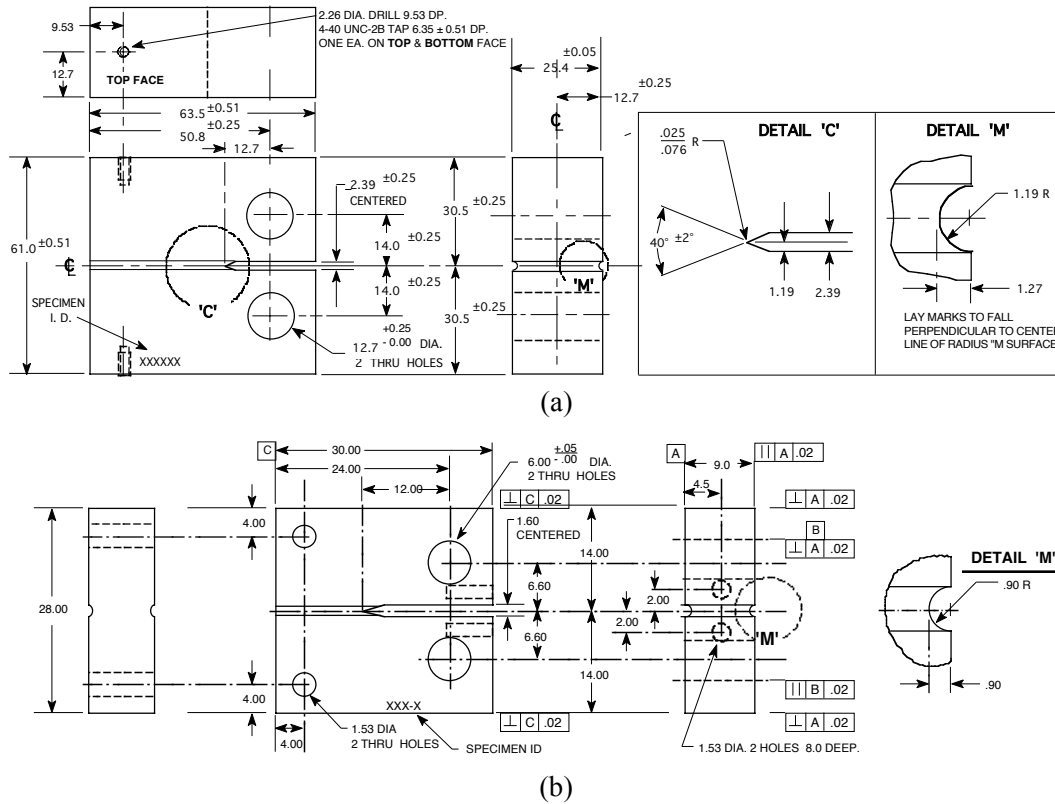 9.53
12.7
2.26 DIA. DRILL 9.53 DP.
4-40 UNC-2B TAP 6.35 ± 0.51 DP.
ONE EA. ON TOP & BOTTOM FACE
TOP FACE
63.5 ±0.51
50.8 ±0.25
12.7
61.0 ±0.51
℄
2.39 ±0.25
CENTERED
14.0 ±0.25
14.0 ±0.25
'C'
SPECIMEN
I. D.
XXXXXX
12.7 +0.25 - 0.00 DIA.
2 THRU HOLES
±0.05
25.4
12.7 ±0.25
℄
30.5 ±0.25
30.5 ±0.25
'M'
DETAIL 'C'
.025
.076 R
40° ±2°
1.19
2.39
DETAIL 'M'
1.19 R
1.27
LAY MARKS TO FALL
PERPENDICULAR TO CENTER
LINE OF RADIUS "M SURFACE
(a)
28.00
C
30.00
24.00
12.00
4.00
4.00
4.00
6.00 +.05 - .00 DIA.
2 THRU HOLES
⊥ C .02
1.60
CENTERED
14.00
6.60
6.60
14.00
XXX-X
⊥ C .02
1.53 DIA
2 THRU HOLES
SPECIMEN ID
A
9.0
4.5
|| A .02
⊥ A .02
B
⊥ A .02
2.00
2.00
'M'
|| B .02
⊥ A .02
1.53 DIA. 2 HOLES 8.0 DEEP.
DETAIL 'M'
.90 R
.90
(b)